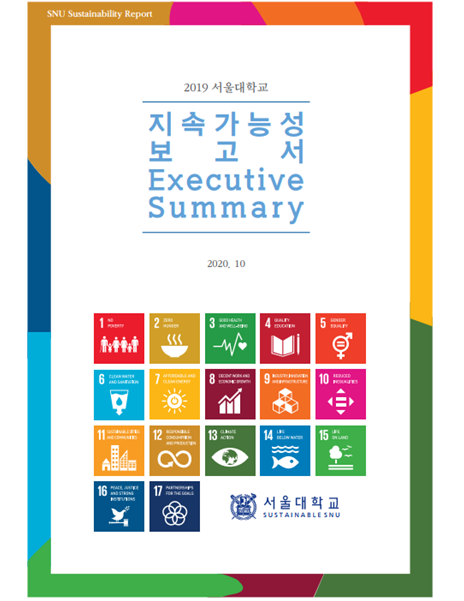 SNU Sustainability Report
2019 서울대학교
지속가능성
보고서
Executive
Summary
2020. 10
1 NO
POVERTY
2 ZERO
HUNGER
3 GOOD HEALTH
AND WELL-BEING
4 QUALITY
EDUCATION
5 GENDER
EQUALITY
6 CLEAN WATER
AND SANITATION
7 AFFORDABLE AND
CLEAN ENERGY
8 DECENT WORK AND
ECONOMIC GROWTH
9 INDUSTRY, INNOVATION
AND INFRASTRUCTURE
10 REDUCED
INEQUALITIES
11 SUSTAINABLE CITIES
AND COMMUNITIES
12 RESPONSIBLE
CONSUMPTION
AND PRODUCTION
13 CLIMATE
ACTION
14 LIFE
BELOW WATER
15 LIFE
ON LAND
16 PEACE, JUSTICE
AND STRONG
INSTITUTIONS
17 PARTNERSHIPS
FOR THE GOALS
서울대학교
SUSTAINABLE SNU